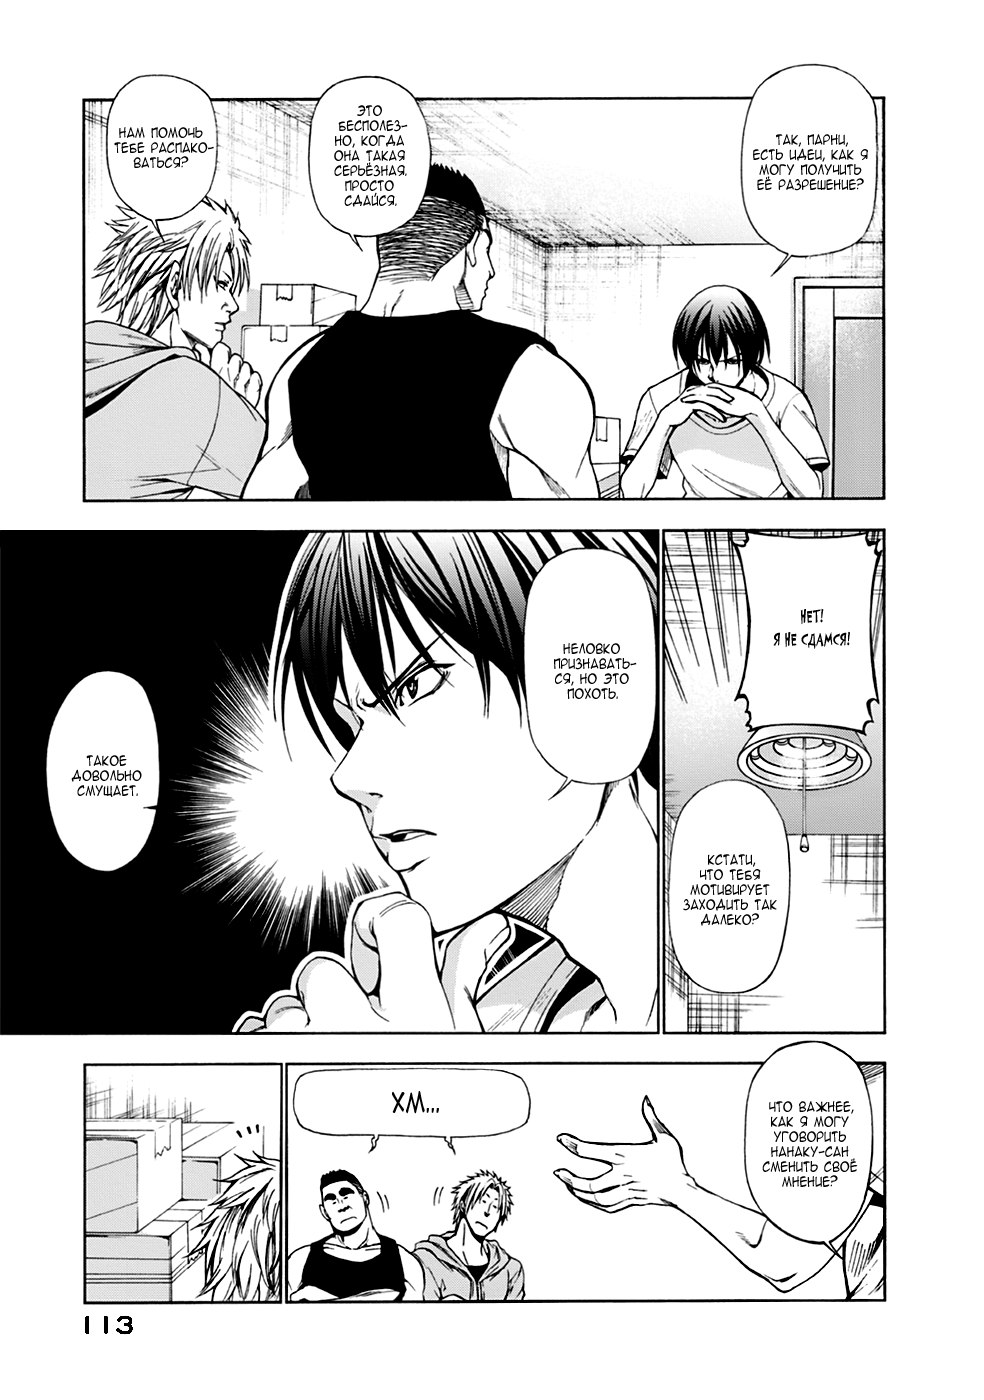 ТАК, ПАРНИ,
ЕСТЬ ИДЕИ, КАК Я
МОГУ ПОЛУЧИТЬ
ЕЁ РАЗРЕШЕНИЕ?
ЭТО
БЕСПОЛЕЗ-
НО, КОГДА
ОНА ТАКАЯ
СЕРЬЁЗНАЯ.
ПРОСТО
СДАЙСЯ.
НАМ ПОМОЧЬ
ТЕБЕ РАСПАКО-
ВАТЬСЯ?
НЕТ!
Я НЕ СДАМСЯ!
КСТАТИ,
ЧТО ТЕБЯ
МОТИВИРУЕТ
ЗАХОДИТЬ ТАК
ДАЛЕКО?
НЕЛОВКО
ПРИЗНАВАТЬ-
СЯ, НО ЭТО
ПОХОТЬ.
ТАКОЕ
ДОВОЛЬНО
СМУЩАЕТ.
ЧТО ВАЖНЕЕ,
КАК Я МОГУ
УГОВОРИТЬ
НАНАКУ-САН
СМЕНИТЬ СВОЁ
МНЕНИЕ?
ХМ...
113